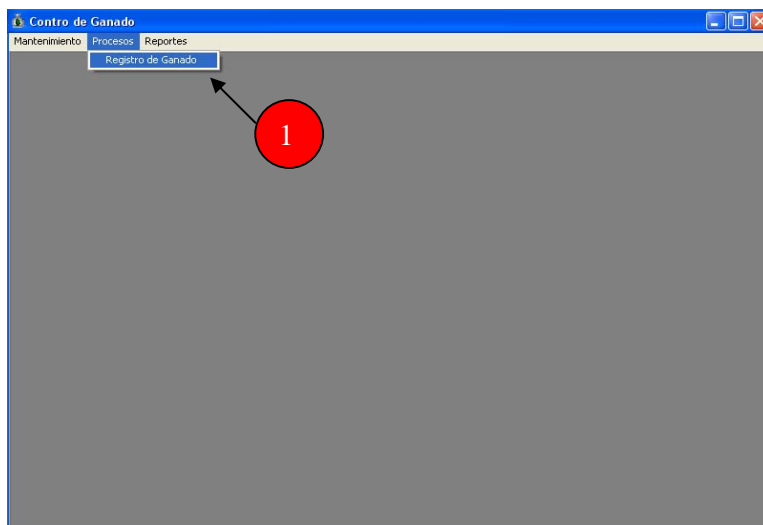 Contro de Ganado
Mantenimiento Procesos Reportes
Registro de Ganado
1